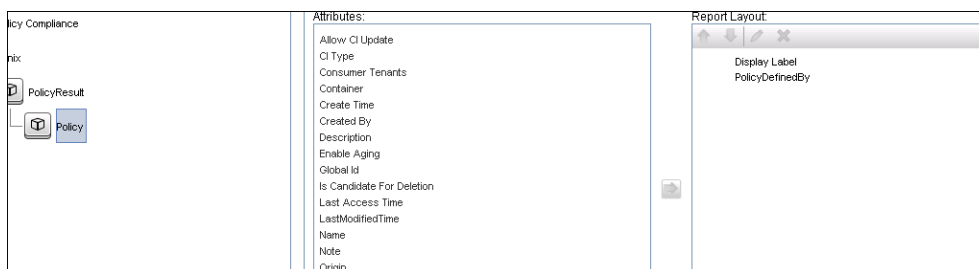 licy Compliance
nix
PolicyResult
Policy
Attributes:
Allow CI Update
CI Type
Consumer Tenants
Container
Create Time
Created By
Description
Enable Aging
Global Id
Is Candidate For Deletion
Last Access Time
LastModifiedTime
Name
Note
Origin
Report Layout:
Display Label
PolicyDefinedBy